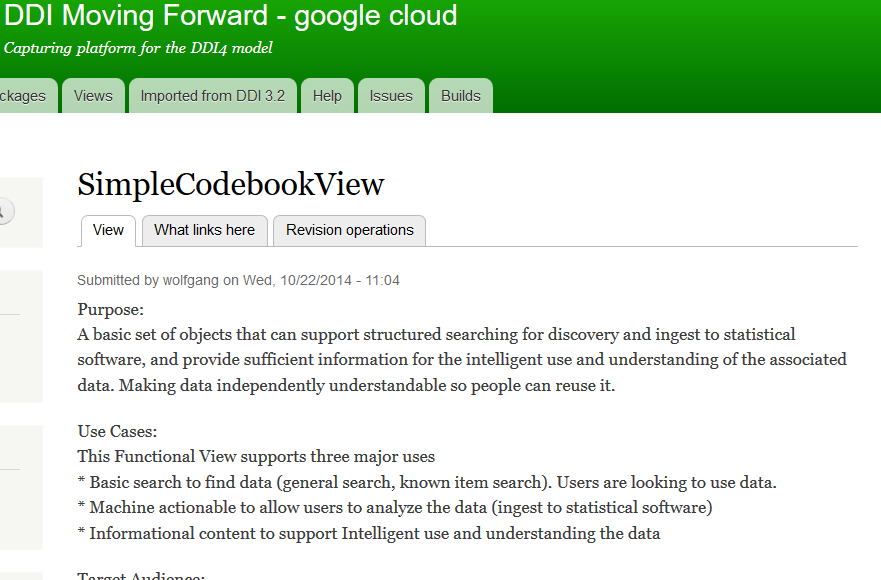 DDI Moving Forward - google cloud
Capturing platform for the DDI4 model
ckages Views Imported from DDI 3.2 Help Issues Builds
SimpleCodebookView
View What links here Revision operations
Submitted by wolfgang on Wed, 10/22/2014 - 11:04
Purpose:
A basic set of objects that can support structured searching for discovery and ingest to statistical
software, and provide sufficient information for the intelligent use and understanding of the associated
data. Making data independently understandable so people can reuse it.
Use Cases:
This Functional View supports three major uses
* Basic search to find data (general search, known item search). Users are looking to use data.
* Machine actionable to allow users to analyze the data (ingest to statistical software)
* Informational content to support Intelligent use and understanding the data
Target Audience: